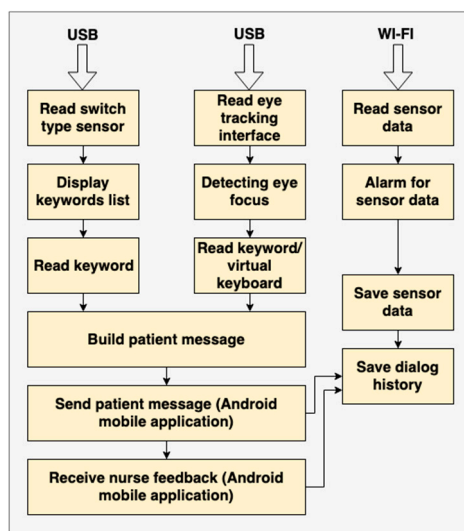 USB
USB
WI-FI
Read switch
type sensor
Read eye
tracking
interface
Read sensor
data
Display
keywords list
Detecting eye
focus
Alarm for
sensor data
Read keyword
Read keyword/
virtual
keyboard
Save sensor
data
Build patient message
Save dialog
history
Send patient message (Android
mobile application)
Receive nurse feedback (Android
mobile application)